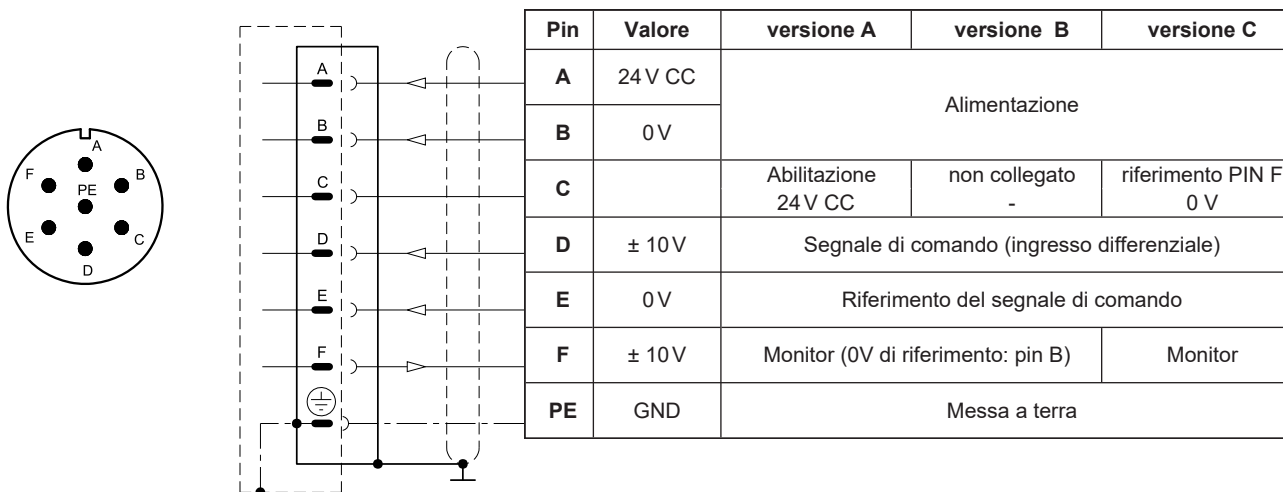 A
F
B
PE
E
C
D
A
B
C
D
E
F
Pin Valore versione A versione B versione C
A 24 V CC Alimentazione
B 0 V
C Abilitazione 24 V CC non collegato - riferimento PIN F 0 V
D ± 10 V Segnale di comando (ingresso differenziale)
E 0 V Riferimento del segnale di comando
F ± 10 V Monitor (0V di riferimento: pin B) Monitor
PE GND Messa a terra